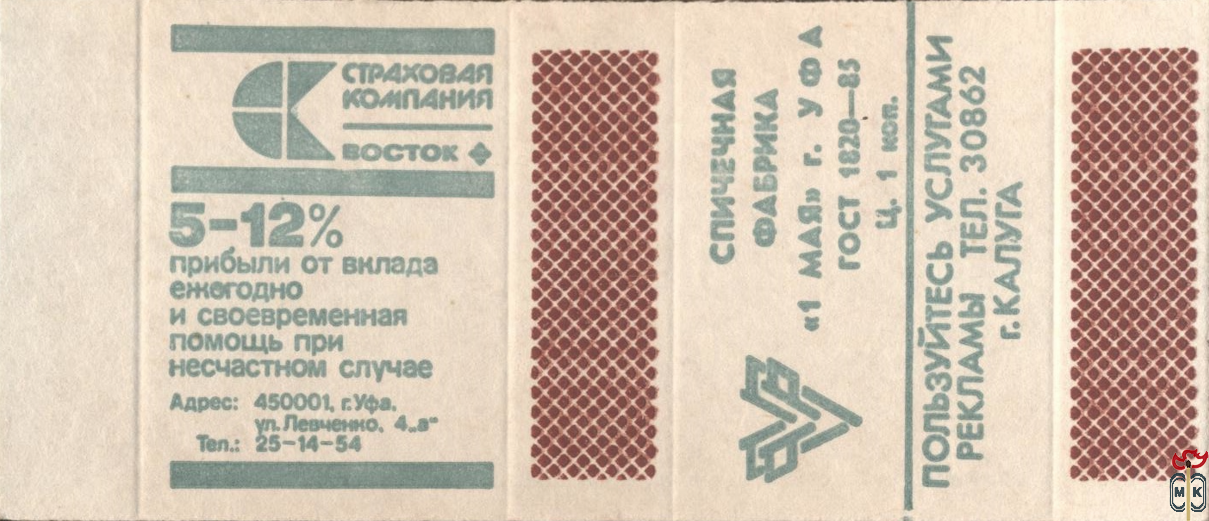 СТРАХОВАЯ
КОМПАНИЯ
ВОСТОК
5-12%
прибыли от вклада
ежегодно
и своевременная
помощь при
несчастном случае
Адрес: 450001, г.Уфа,
ул.Левченко, 4„а"
Тел.: 25-14-54
СПИЧЕЧНАЯ
ФАБРИКА
«1 МАЯ» г. УФА
ГОСТ 1820—85
Ц. 1 коп.
ПОЛЬЗУЙТЕСЬ УСЛУГАМИ
РЕКЛАМЫ ТЕЛ. 30862
г.КАЛУГА
МК